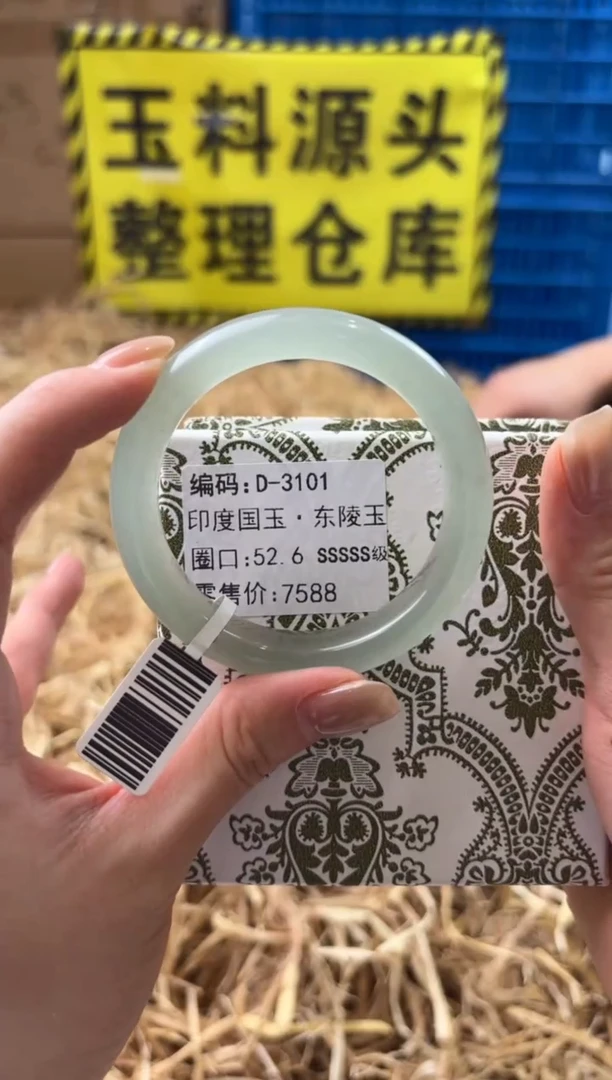 玉料源头
整理仓库
编码:D-3101
印度国玉·东陵玉
圈口:52.6 SSSSS级
零售价:7588